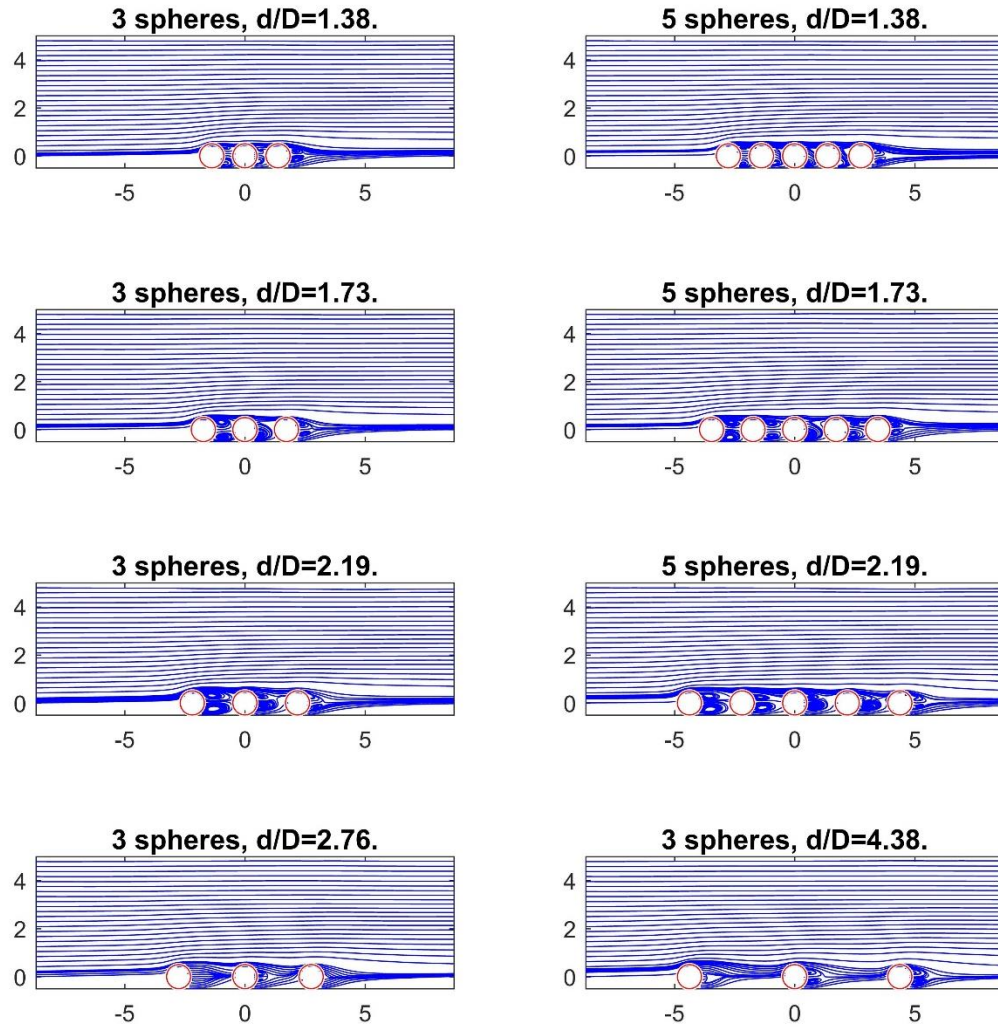 3 spheres, d/D=1.38.
4
2
0
-5 0 5
5 spheres, d/D=1.38.
4
2
0
-5 0 5
3 spheres, d/D=1.73.
4
2
0
-5 0 5
5 spheres, d/D=1.73.
4
2
0
-5 0 5
3 spheres, d/D=2.19.
4
2
0
-5 0 5
5 spheres, d/D=2.19.
4
2
0
-5 0 5
3 spheres, d/D=2.76.
4
2
0
-5 0 5
3 spheres, d/D=4.38.
4
2
0
-5 0 5